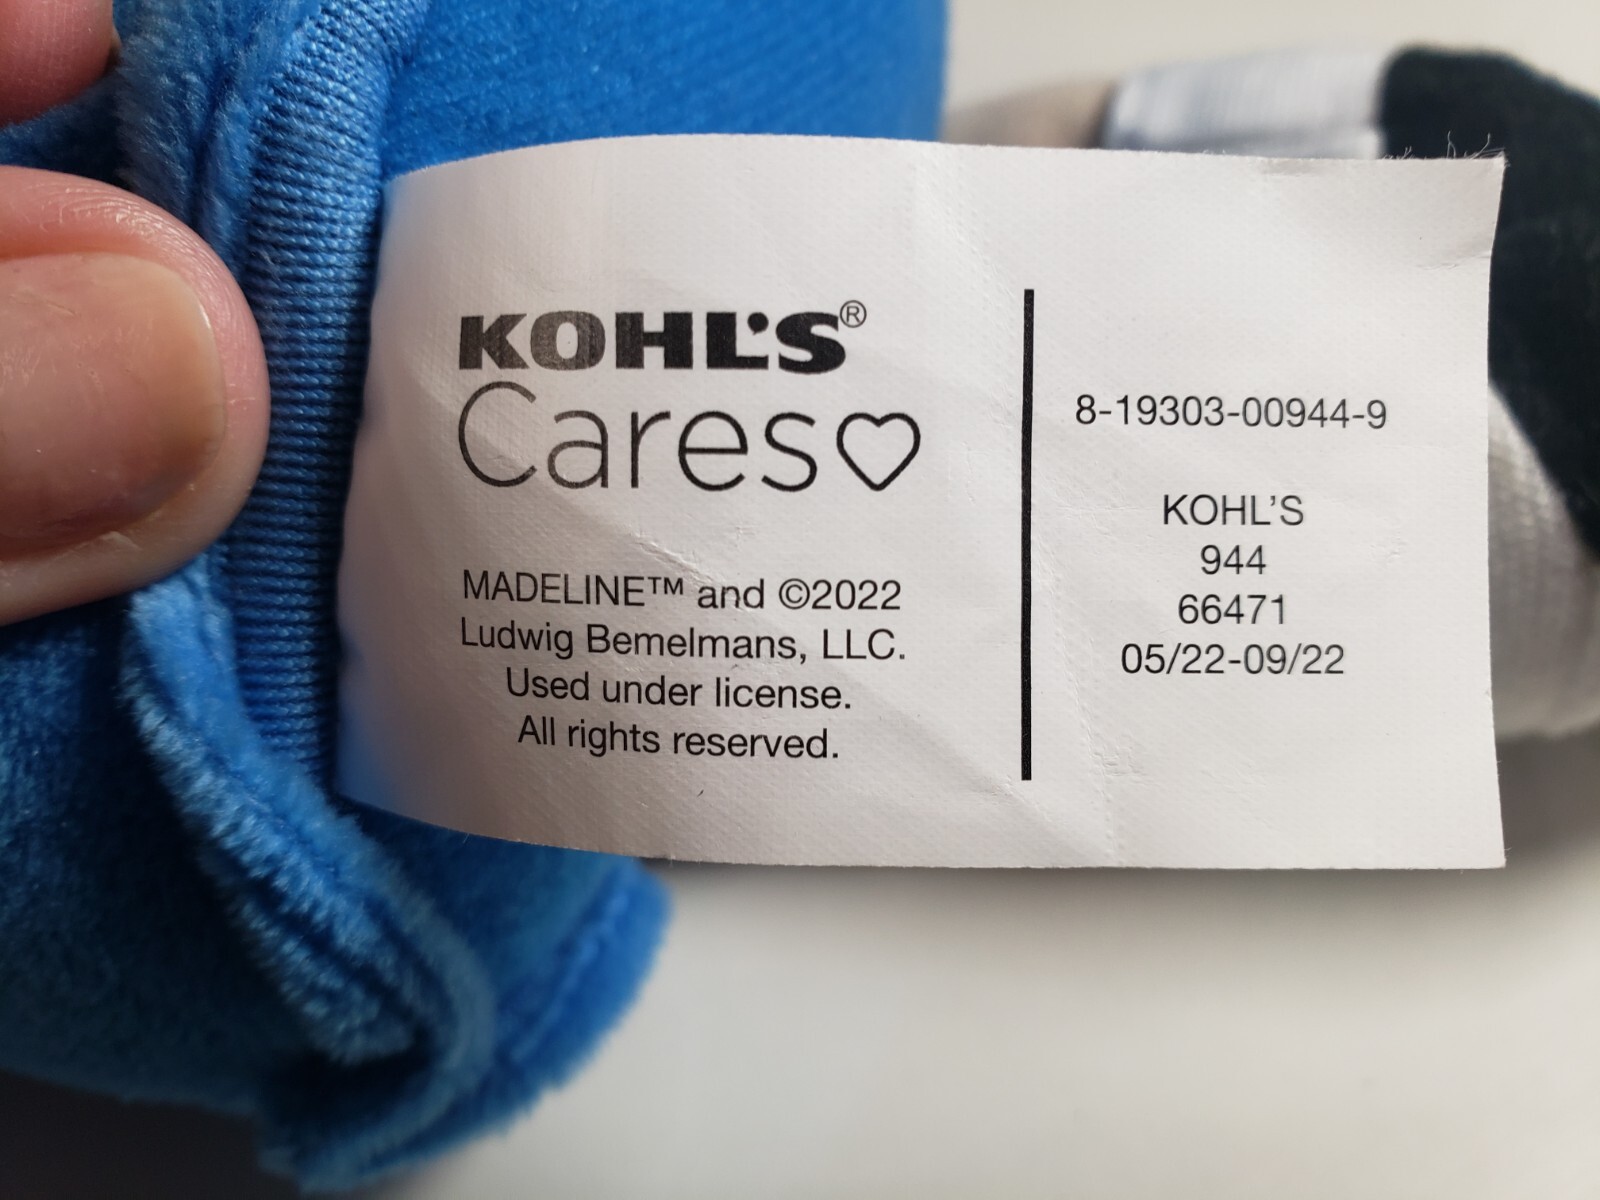 KOHL'S®
Cares
MADELINE™ and ©2022
Ludwig Bemelmans, LLC.
Used under license.
All rights reserved.
8-19303-00944-9
KOHL'S
944
66471
05/22-09/22